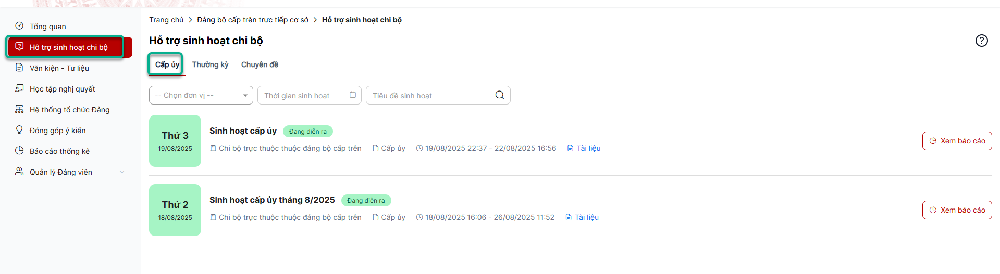 Tổng quan
Hỗ trợ sinh hoạt chi bộ
Văn kiện - Tư liệu
Học tập nghị quyết
Hệ thống tổ chức Đảng
Đóng góp ý kiến
Báo cáo thống kê
Quản lý Đảng viên
Trang chủ > Đảng bộ cấp trên trực tiếp cơ sở > Hỗ trợ sinh hoạt chi bộ
Hỗ trợ sinh hoạt chi bộ
Cấp ủy Thường kỳ Chuyên đề
-- Chọn đơn vị -- Thời gian sinh hoạt Tiêu đề sinh hoạt
Thứ 3
19/08/2025
Sinh hoạt cấp ủy Đang diễn ra
Chi bộ trực thuộc thuộc đảng bộ cấp trên Cấp ủy 19/08/2025 22:37 - 22/08/2025 16:56 Tài liệu
Xem báo cáo
Thứ 2
18/08/2025
Sinh hoạt cấp ủy tháng 8/2025 Đang diễn ra
Chi bộ trực thuộc thuộc đảng bộ cấp trên Cấp ủy 18/08/2025 16:06 - 26/08/2025 11:52 Tài liệu
Xem báo cáo